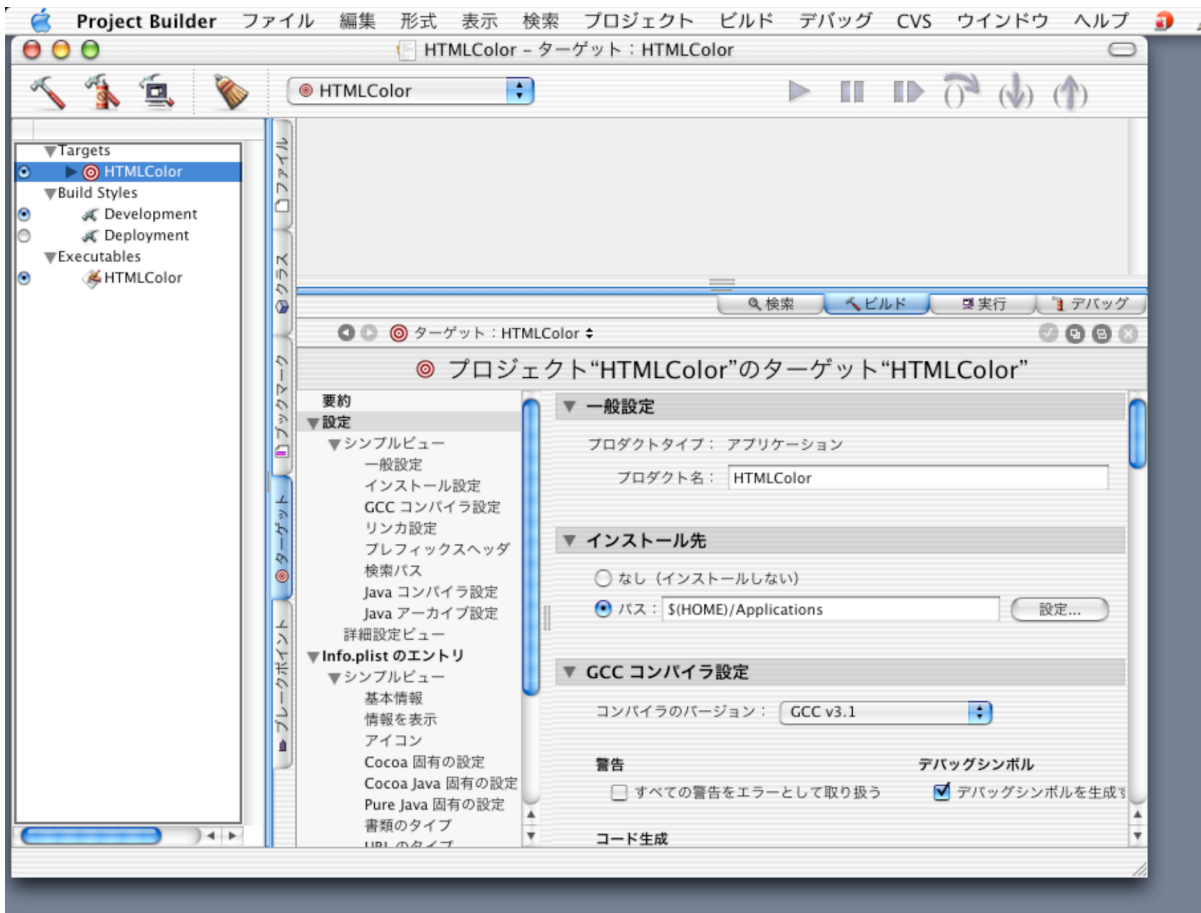 Project Builder ファイル 編集 形式 表示 検索 プロジェクト ビルド デバッグ CVS ウインドウ ヘルプ
HTMLColor – ターゲット：HTMLColor
HTMLColor
Targets
HTMLColor
Build Styles
Development
Deployment
Executables
HTMLColor
ファイル
クラス
ブックマーク
ターゲット
ブレークポイント
検索 ビルド 実行 デバッグ
ターゲット：HTMLColor
プロジェクト“HTMLColor”のターゲット“HTMLColor”
要約
設定
シンプルビュー
一般設定
インストール設定
GCC コンパイラ設定
リンカ設定
プレフィックスヘッダ
検索パス
Java コンパイラ設定
Java アーカイブ設定
詳細設定ビュー
Info.plist のエントリ
シンプルビュー
基本情報
情報を表示
アイコン
Cocoa 固有の設定
Cocoa Java 固有の設定
Pure Java 固有の設定
書類のタイプ
URL のタイプ
一般設定
プロダクトタイプ： アプリケーション
プロダクト名： HTMLColor
インストール先
なし（インストールしない）
パス： $(HOME)/Applications 設定...
GCC コンパイラ設定
コンパイラのバージョン： GCC v3.1
警告 デバッグシンボル
すべての警告をエラーとして取り扱う デバッグシンボルを生成す
コード生成